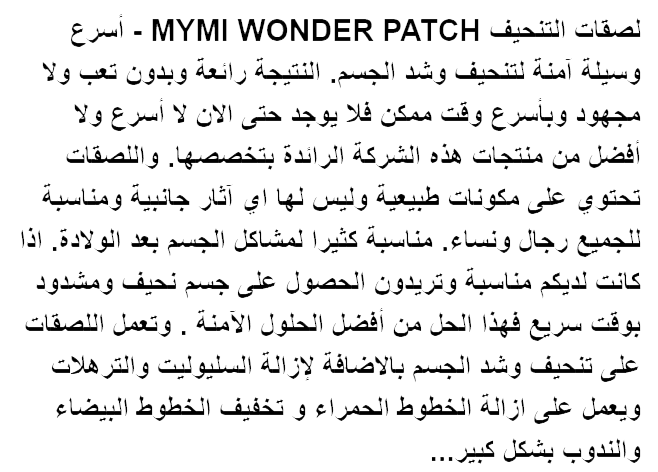 لصقات التنحيف MYMI WONDER PATCH - أسرع
وسيلة آمنة لتنحيف وشد الجسم. النتيجة رائعة وبدون تعب ولا
مجهود وبأسرع وقت ممكن فلا يوجد حتى الان لا أسرع ولا
أفضل من منتجات هذه الشركة الرائدة بتخصصها. واللصقات
تحتوي على مكونات طبيعية وليس لها اي آثار جانبية ومناسبة
للجميع رجال ونساء. مناسبة كثيرا لمشاكل الجسم بعد الولادة. اذا
كانت لديكم مناسبة وتريدون الحصول على جسم نحيف ومشدود
بوقت سريع فهذا الحل من أفضل الحلول الآمنة . وتعمل اللصقات
على تنحيف وشد الجسم بالاضافة لإزالة السليوليت والترهلات
ويعمل على ازالة الخطوط الحمراء و تخفيف الخطوط البيضاء
والندوب بشكل كبير...